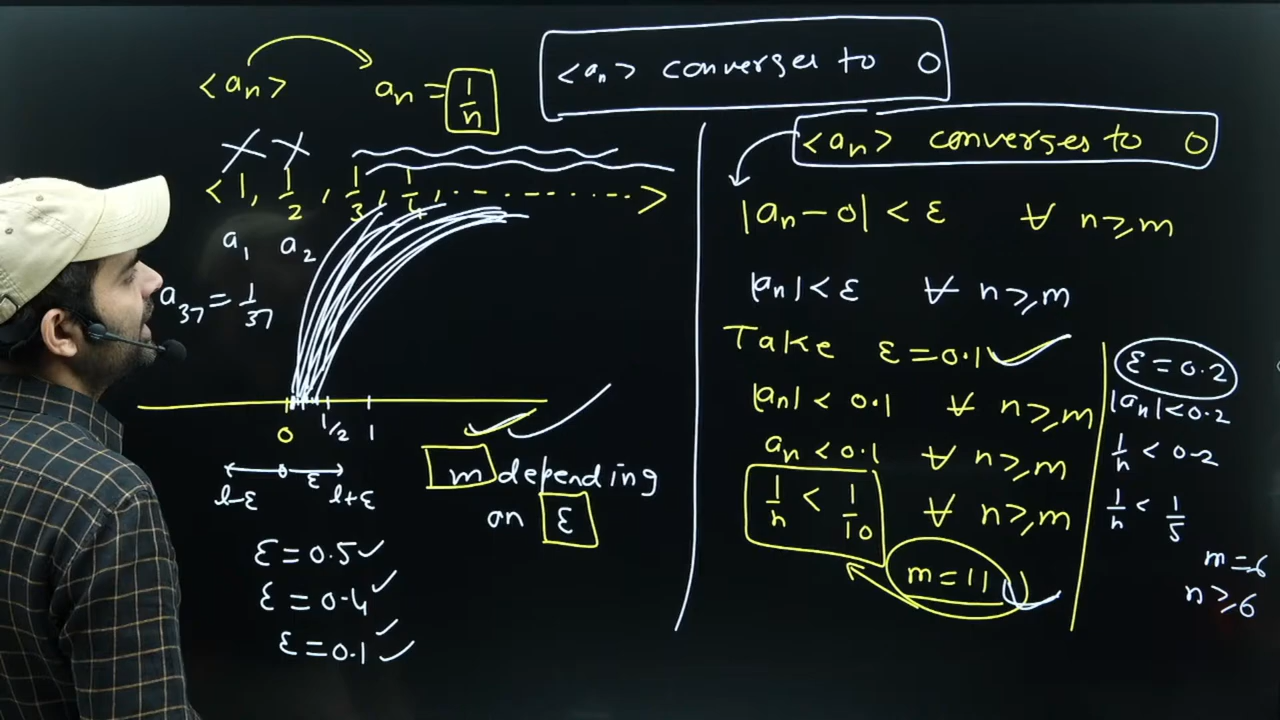 <aₙ> aₙ = 1/n
<1, 1/2, 1/3, 1/4, - - - - - - - >
a₁ a₂
a₃₇ = 1/37
0 1/2 1
l-ε ε l+ε
ε = 0.5 ✓
ε = 0.4 ✓
ε = 0.1 ✓
m depending
an ε
<aₙ> converges to 0
<aₙ> converges to 0
|aₙ - 0| < ε ∀ n ≥ m
|aₙ| < ε ∀ n ≥ m
Take ε = 0.1 ✓
|aₙ| < 0.1 ∀ n ≥ m
aₙ < 0.1 ∀ n ≥ m
1/n < 1/10 ∀ n ≥ m
m = 11 ✓
ε = 0.2
|aₙ| < 0.2
1/n < 0.2
1/n < 1/5
m = 6
n ≥ 6